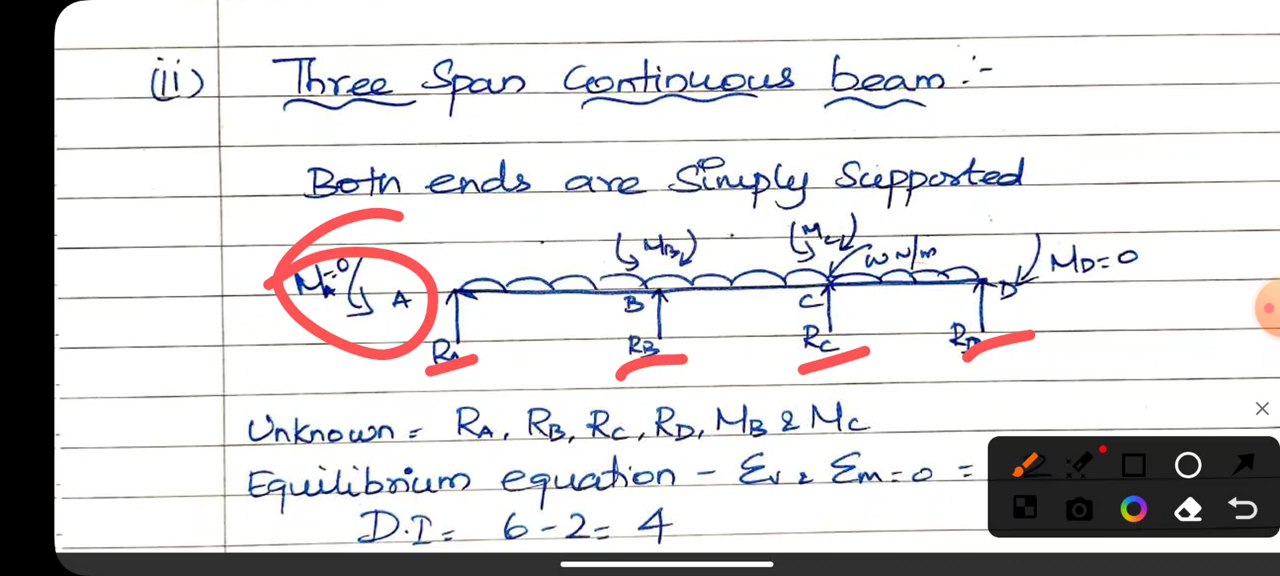 (ii) Three Span Continuous beam :-
Both ends are Simply Supported
MA=0 A B MB C MC w N/m D MD=0
RA RB RC RD
Unknown = RA, RB, RC, RD, MB & MC
Equilibrium equation - Σv & Σm=0 =
D.I= 6-2= 4